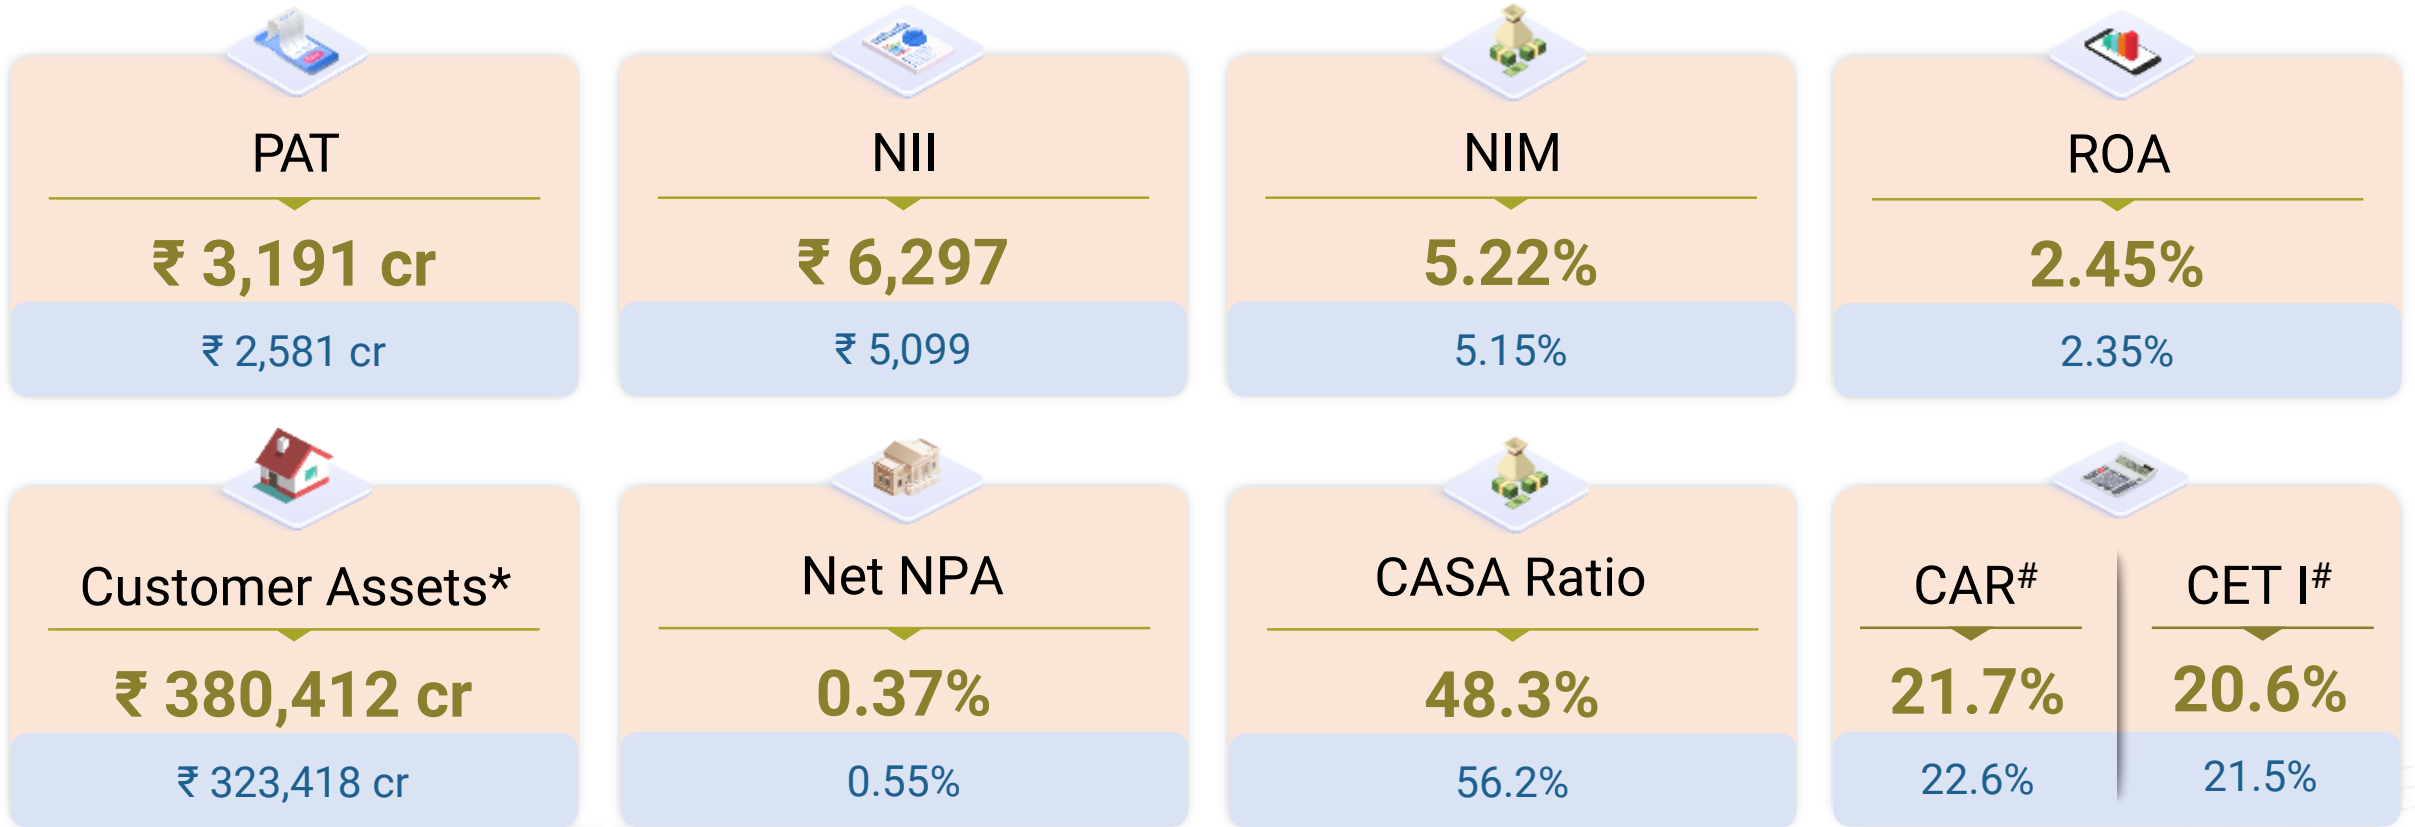 PAT
₹ 3,191 cr
₹ 2,581 cr
NII
₹ 6,297
₹ 5,099
NIM
5.22%
5.15%
ROA
2.45%
2.35%
Customer Assets*
₹ 380,412 cr
₹ 323,418 cr
Net NPA
0.37%
0.55%
CASA Ratio
48.3%
56.2%
CAR#
21.7%
22.6%
CET I#
20.6%
21.5%